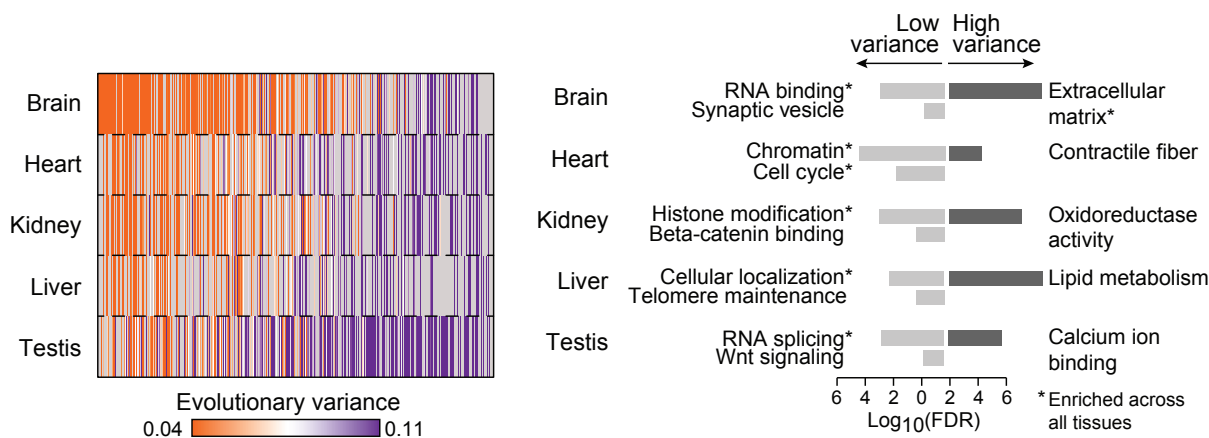 Brain
Heart
Kidney
Liver
Testis
Evolutionary variance
0.04
0.11
Low
variance
High
variance
Brain
RNA binding*
Synaptic vesicle
Extracellular
matrix*
Heart
Chromatin*
Cell cycle*
Contractile fiber
Kidney
Histone modification*
Beta-catenin binding
Oxidoreductase
activity
Liver
Cellular localization*
Telomere maintenance
Lipid metabolism
Testis
RNA splicing*
Wnt signaling
Calcium ion
binding
6 4 2 0 2 4 6
Log10(FDR)
* Enriched across
all tissues